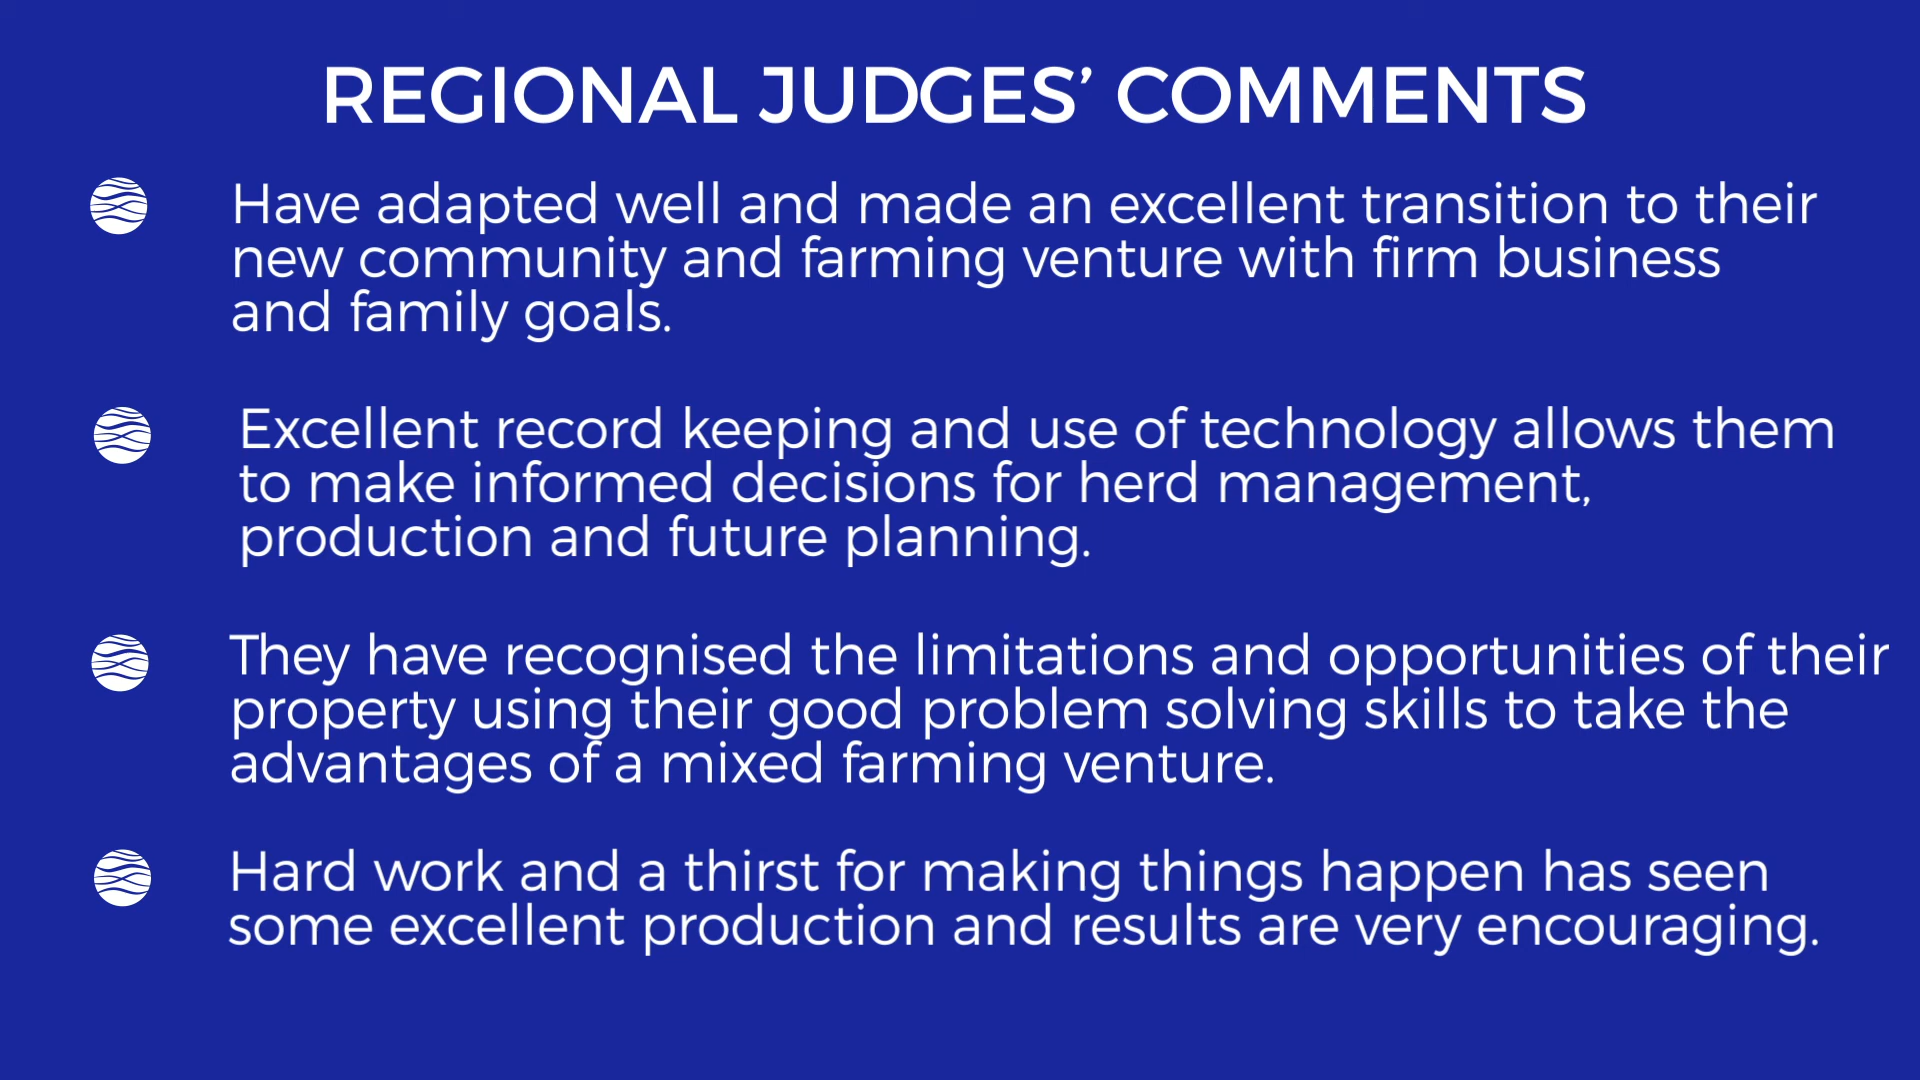 REGIONAL JUDGES’ COMMENTS
Have adapted well and made an excellent transition to their
new community and farming venture with firm business
and family goals.
Excellent record keeping and use of technology allows them
to make informed decisions for herd management,
production and future planning.
They have recognised the limitations and opportunities of their
property using their good problem solving skills to take the
advantages of a mixed farming venture.
Hard work and a thirst for making things happen has seen
some excellent production and results are very encouraging.